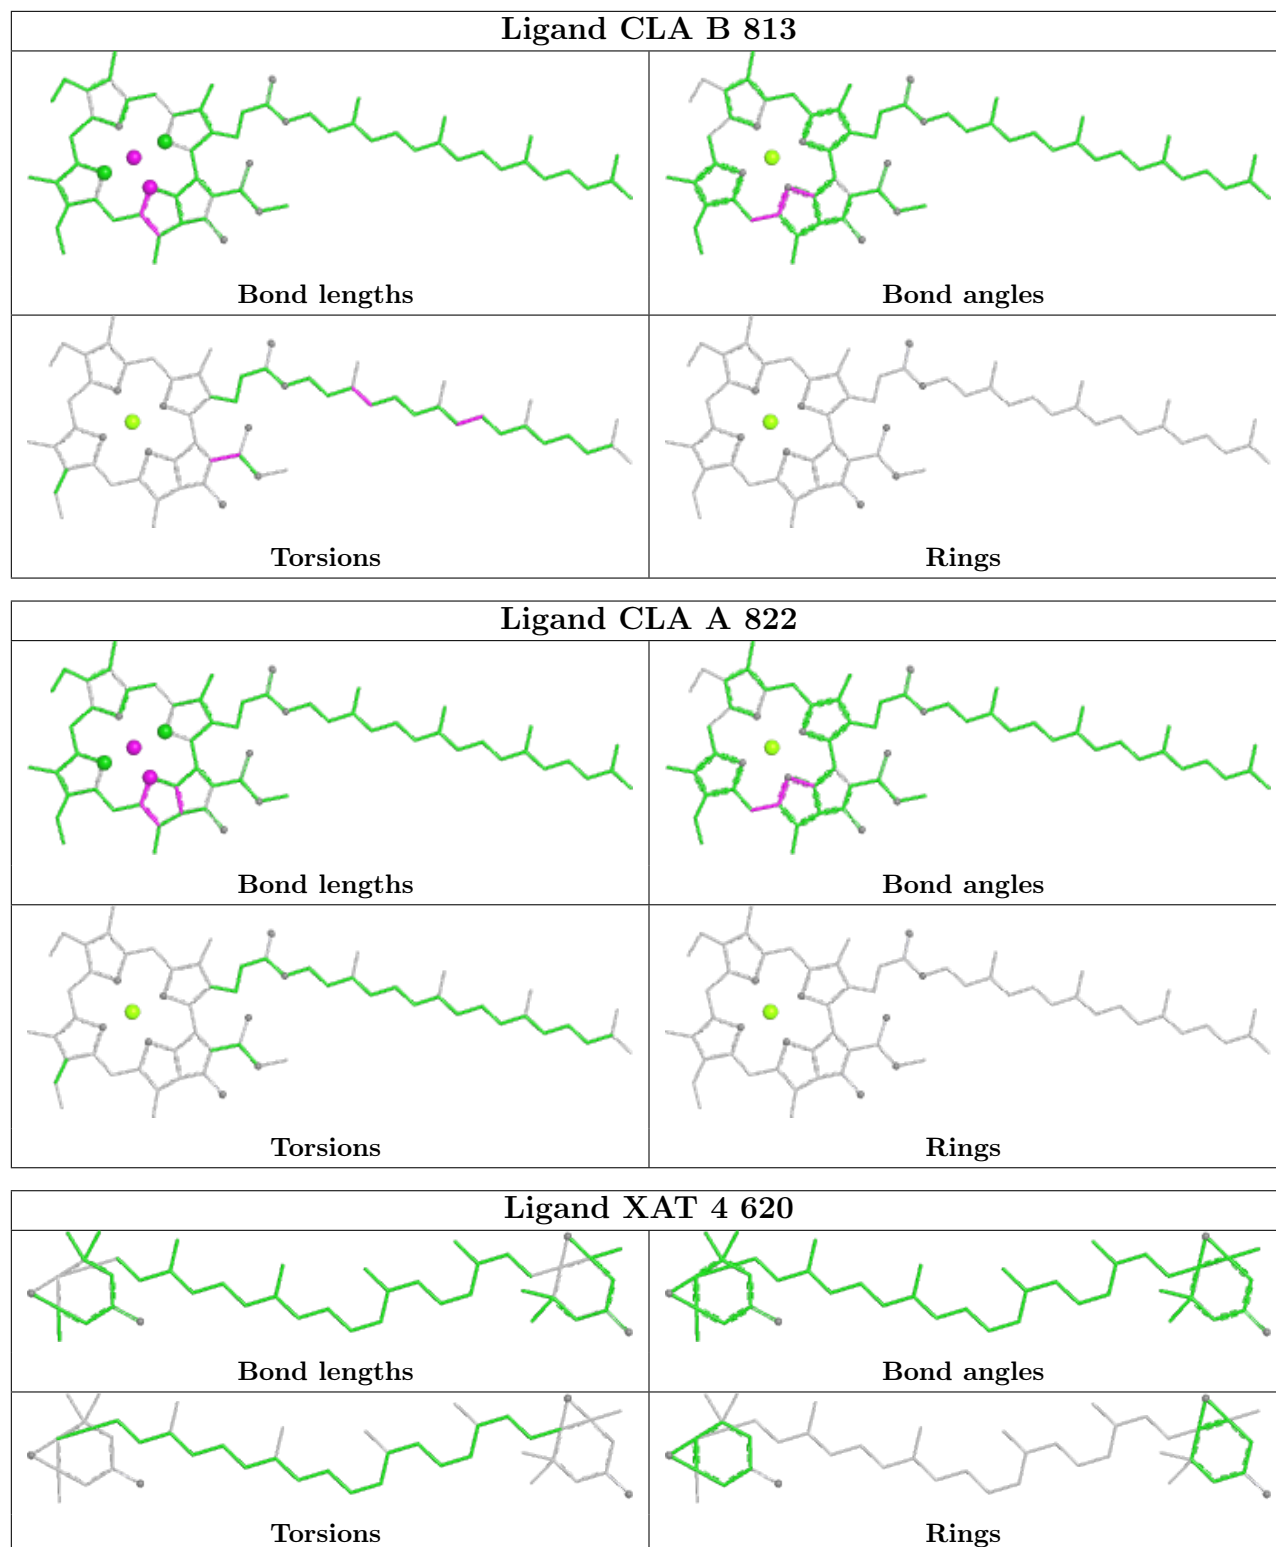 Ligand CLA B 813
Bond lengths
Bond angles
Torsions
Rings
Ligand CLA A 822
Bond lengths
Bond angles
Torsions
Rings
Ligand XAT 4 620
Bond lengths
Bond angles
Torsions
Rings